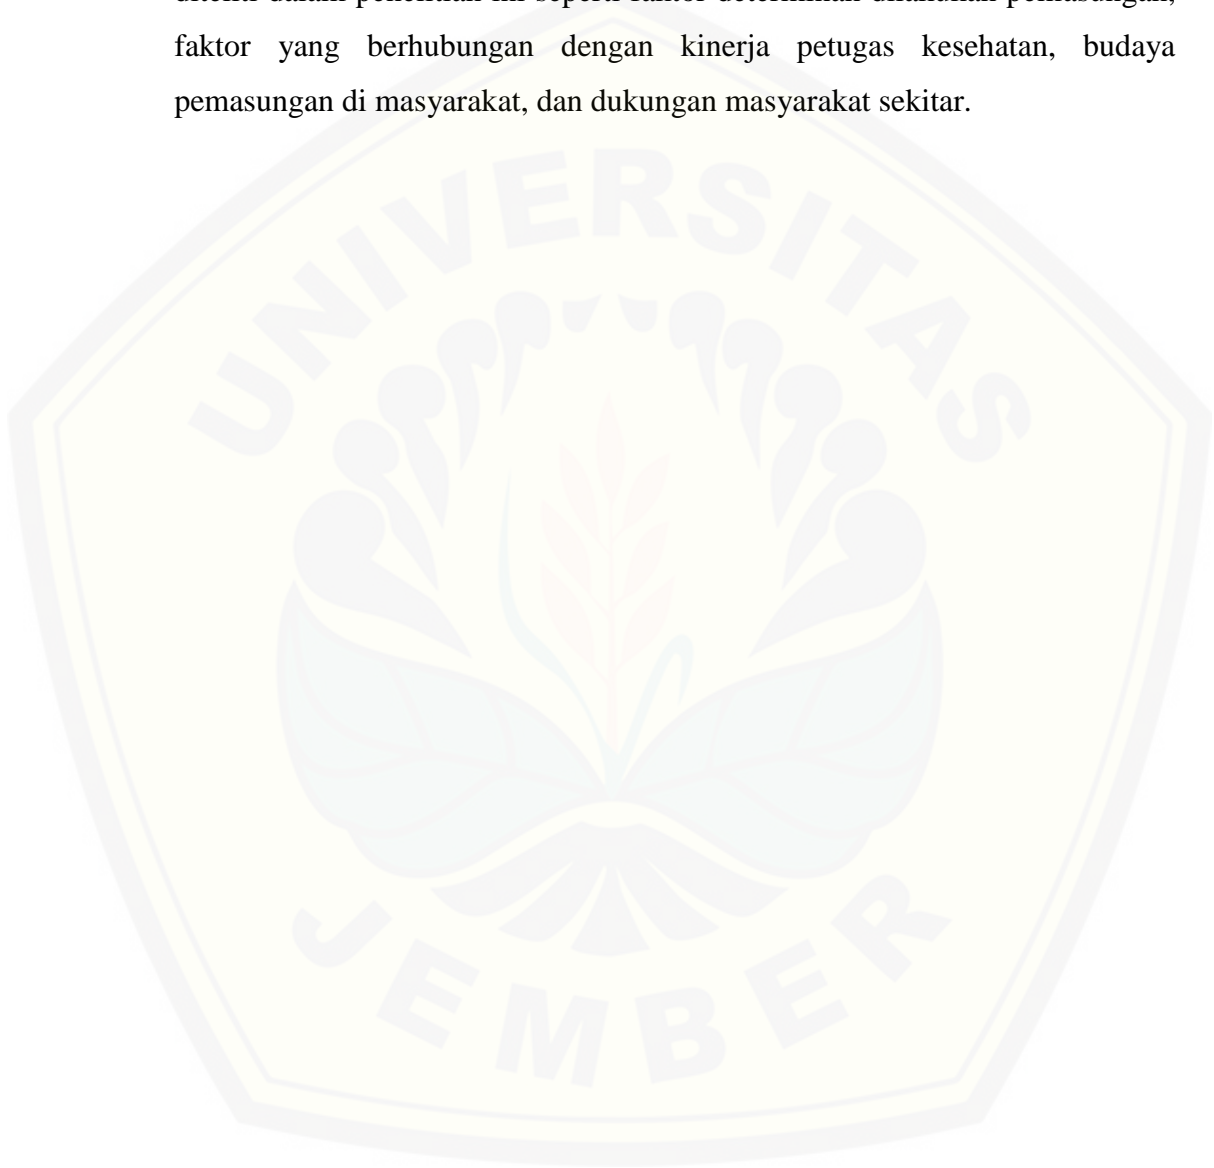 faktor yang berhubungan dengan kinerja petugas kesehatan, budaya
pemasungan di masyarakat, dan dukungan masyarakat sekitar.
UNIVERSITAS
JEMBER